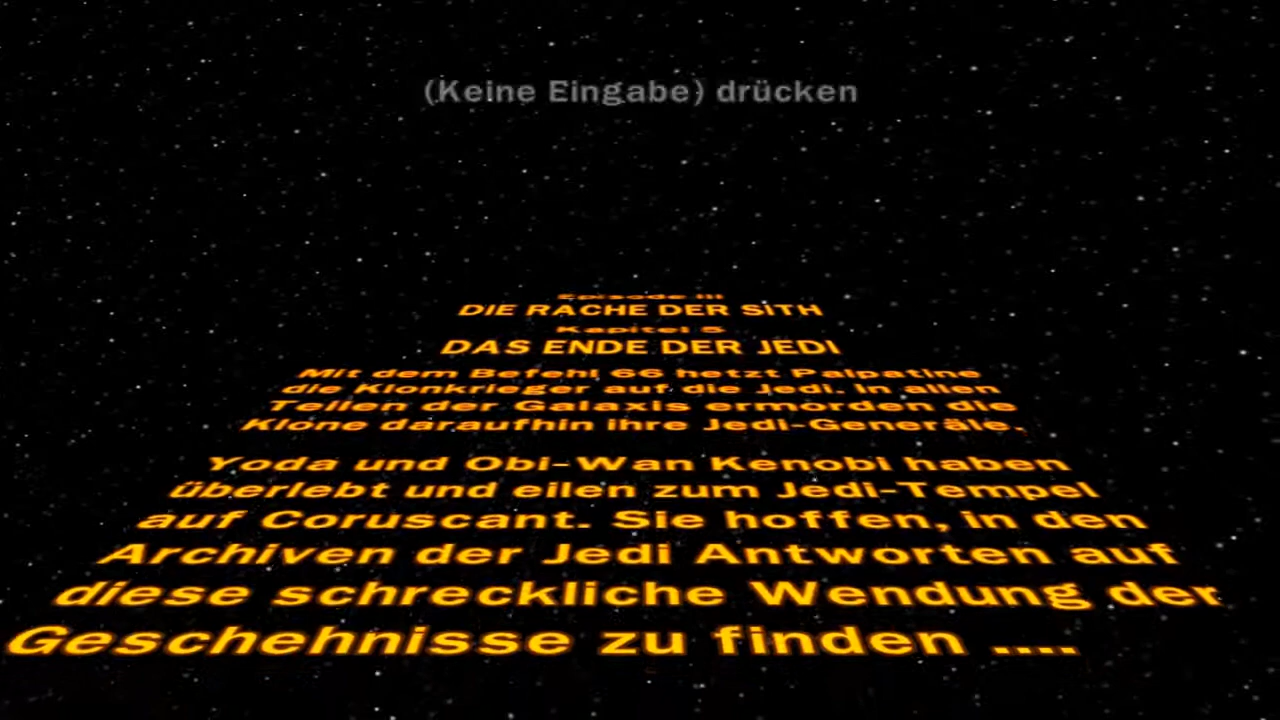 (Keine Eingabe) drücken
Episode III
DIE RACHE DER SITH
Kapitel 5
DAS ENDE DER JEDI
Mit dem Befehl 66 hetzt Palpatine
die Klonkrieger auf die Jedi. In allen
Teilen der Galaxis ermorden die
Klone daraufhin ihre Jedi-Generäle.
Yoda und Obi-Wan Kenobi haben
überlebt und eilen zum Jedi-Tempel
auf Coruscant. Sie hoffen, in den
Archiven der Jedi Antworten auf
diese schreckliche Wendung der
Geschehnisse zu finden ....